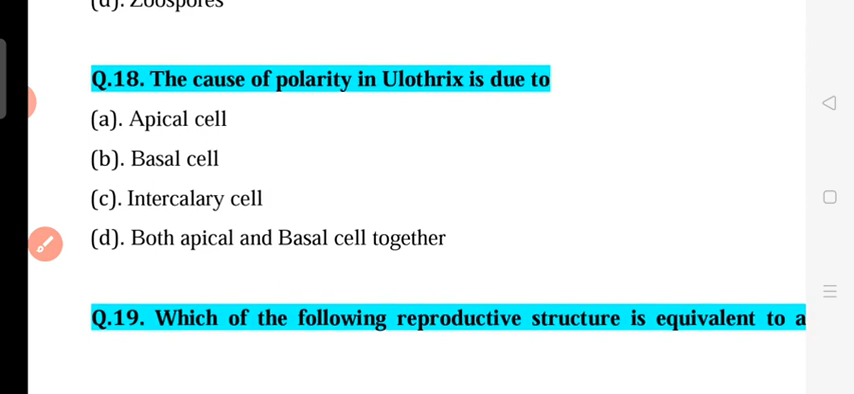 (d). Zoospores
Q.18. The cause of polarity in Ulothrix is due to
(a). Apical cell
(b). Basal cell
(c). Intercalary cell
(d). Both apical and Basal cell together
Q.19. Which of the following reproductive structure is equivalent to a